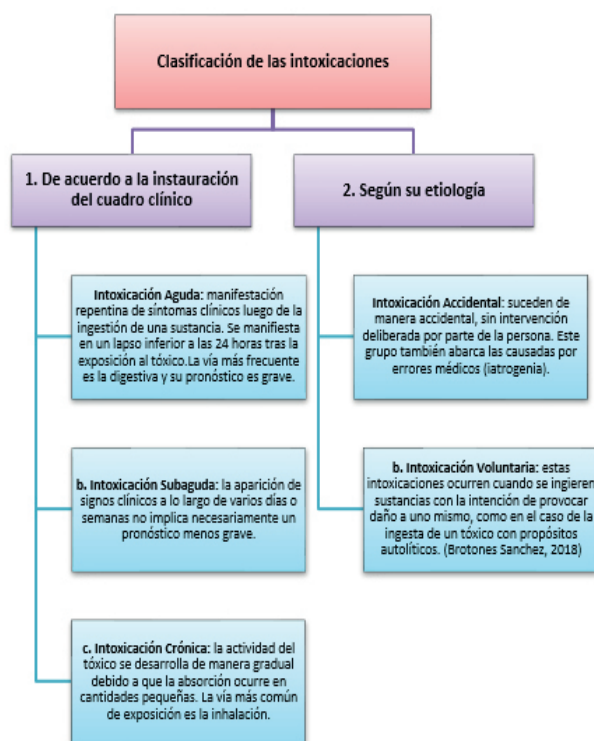 Clasificación de las intoxicaciones
1. De acuerdo a la instauración
del cuadro clínico
2. Según su etiología
Intoxicación Aguda: manifestación
repentina de síntomas clínicos luego de la
ingestión de una sustancia. Se manifiesta
en un lapso inferior a las 24 horas tras la
exposición al tóxico.La vía más frecuente
es la digestiva y su pronóstico es grave.
Intoxicación Accidental: suceden de
manera accidental, sin intervención
deliberada por parte de la persona. Este
grupo también abarca las causadas por
errores médicos (iatrogenia).
b. Intoxicación Subaguda: la aparición de
signos clínicos a lo largo de varios días o
semanas no implica necesariamente un
pronóstico menos grave.
b. Intoxicación Voluntaria: estas
intoxicaciones ocurren cuando se ingieren
sustancias con la intención de provocar
daño a uno mismo, como en el caso de la
ingesta de un tóxico con propósitos
autolíticos. (Brotones Sanchez, 2018)
c. Intoxicación Crónica: la actividad del
tóxico se desarrolla de manera gradual
debido a que la absorción ocurre en
cantidades pequeñas. La vía más común
de exposición es la inhalación.